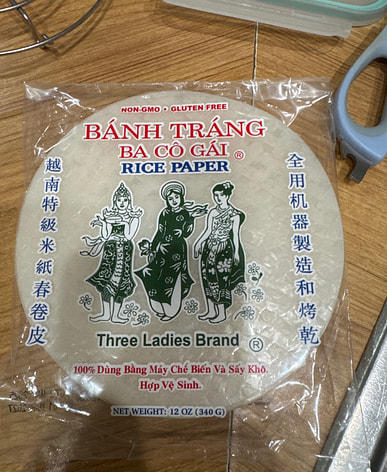 NON-GMO • GLUTEN FREE
BÁNH TRÁNG
BA CÔ GÁI ®
RICE PAPER
越南特級米紙春卷皮
全用机器製造和烤乾
Three Ladies Brand ®
100% Dùng Bằng Máy Chế Biến Và Sấy Khô.
Hợp Vệ Sinh.
NET WEIGHT: 12 OZ (340 G)